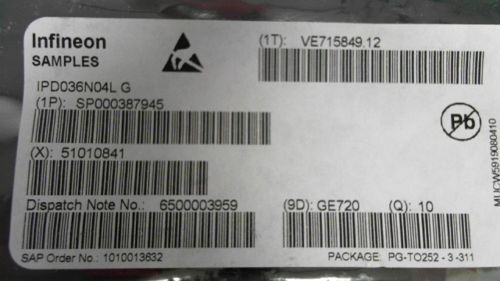 Infineon
SAMPLES
(1T): VE715849.12
IPD036N04L G
(1P): SP000387945
Pb
(X): 51010841
Dispatch Note No.: 6500003959
(9D): GE720 (Q): 10
SAP Order No.: 1010013632
PACKAGE: PG-TO252 - 3 -311
MUCW5919080410